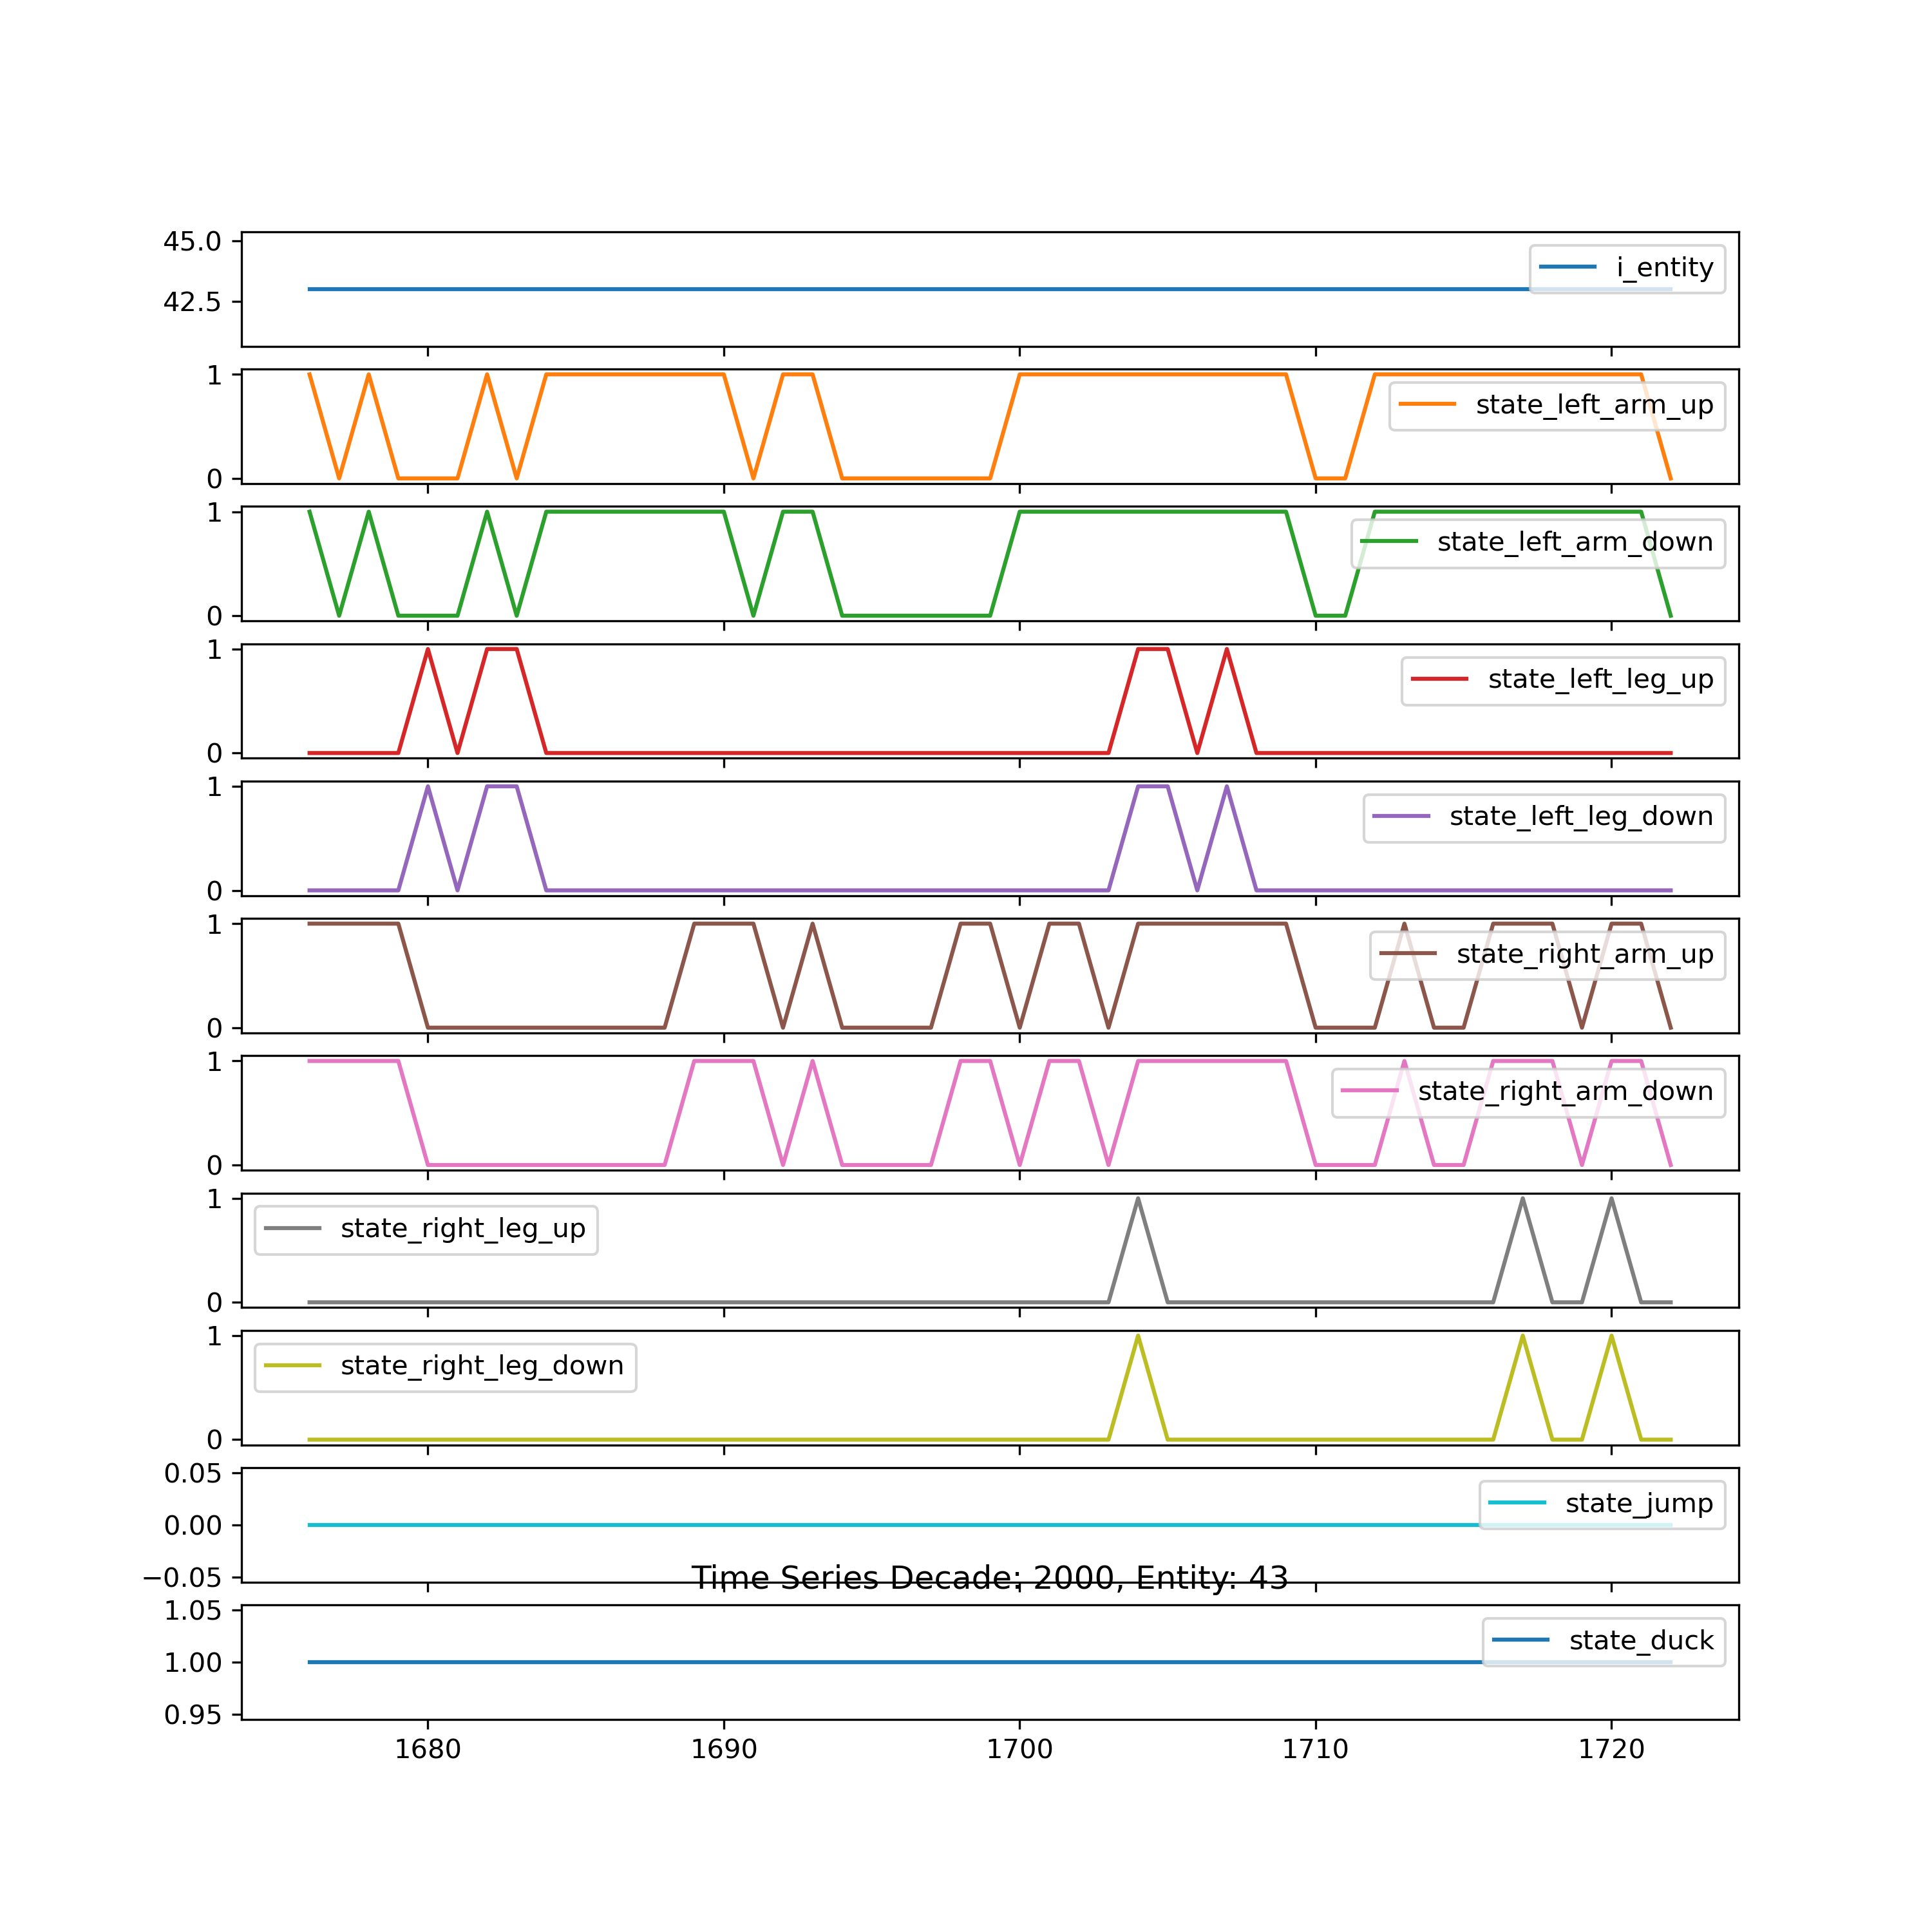 45.0
42.5
i_entity
1
0
state_left_arm_up
1
0
state_left_arm_down
1
0
state_left_leg_up
1
0
state_left_leg_down
1
0
state_right_arm_up
1
0
state_right_arm_down
1
0
state_right_leg_up
1
0
state_right_leg_down
0.05
0.00
−0.05
state_jump
Time Series Decade: 2000, Entity: 43
1.05
1.00
0.95
state_duck
1680 1690 1700 1710 1720